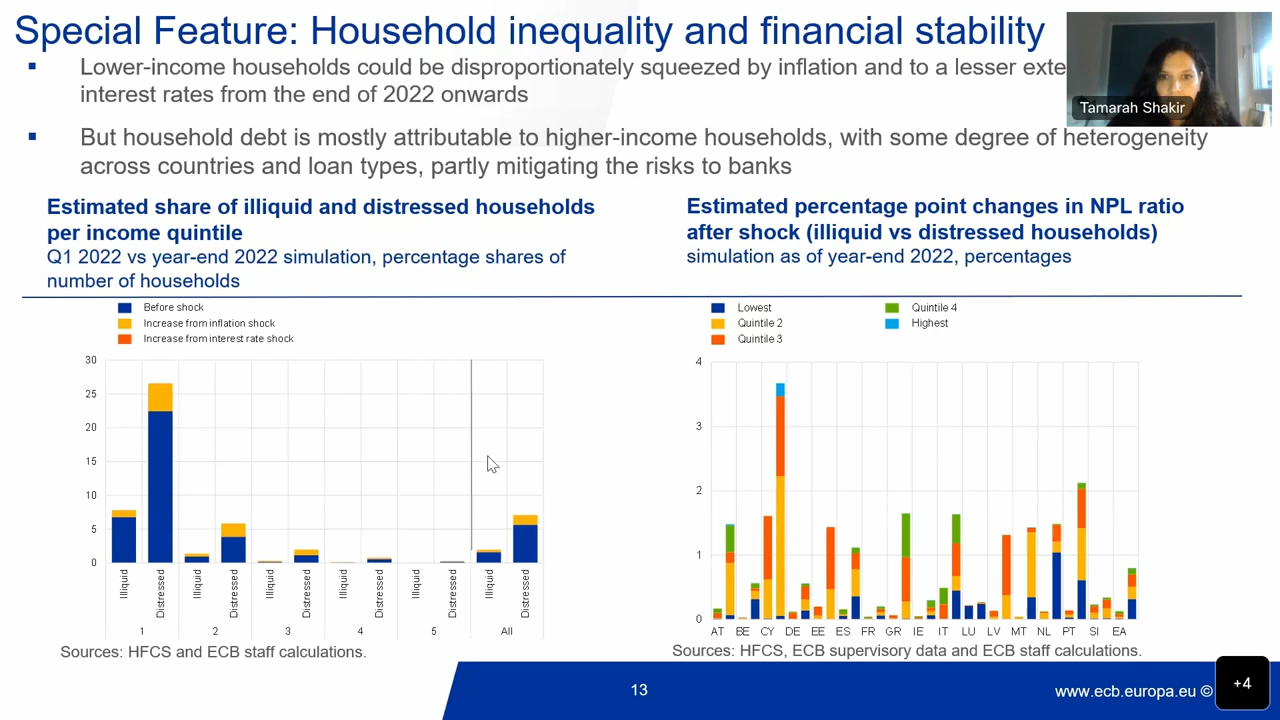 Special Feature: Household inequality and financial stability
Tamarah Shakir
▪ Lower-income households could be disproportionately squeezed by inflation and to a lesser exte
interest rates from the end of 2022 onwards
▪ But household debt is mostly attributable to higher-income households, with some degree of heterogeneity
across countries and loan types, partly mitigating the risks to banks
Estimated share of illiquid and distressed households
per income quintile
Q1 2022 vs year-end 2022 simulation, percentage shares of
number of households
Before shock
Increase from inflation shock
Increase from interest rate shock
30
25
20
15
10
5
0
Illiquid Distressed Illiquid Distressed Illiquid Distressed Illiquid Distressed Illiquid Distressed Illiquid Distressed
1 2 3 4 5 All
Sources: HFCS and ECB staff calculations.
Estimated percentage point changes in NPL ratio
after shock (illiquid vs distressed households)
simulation as of year-end 2022, percentages
Lowest
Quintile 2
Quintile 3
Quintile 4
Highest
4
3
2
1
0
AT BE CY DE EE ES FR GR IE IT LU LV MT NL PT SI EA
Sources: HFCS, ECB supervisory data and ECB staff calculations.
13
www.ecb.europa.eu ©
+4